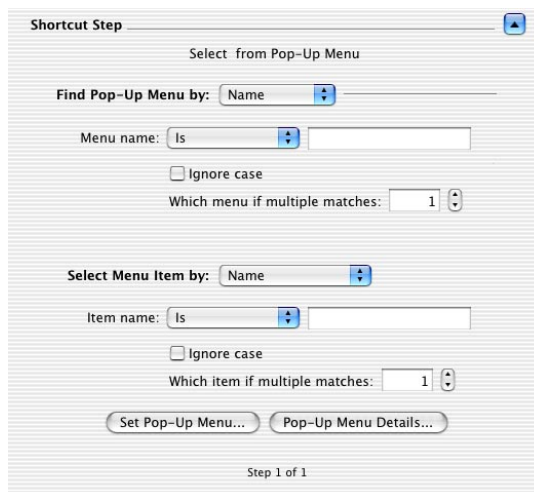 Shortcut Step
Select from Pop-Up Menu
Find Pop-Up Menu by: Name
Menu name: Is
Ignore case
Which menu if multiple matches: 1
Select Menu Item by: Name
Item name: Is
Ignore case
Which item if multiple matches: 1
Set Pop-Up Menu... Pop-Up Menu Details...
Step 1 of 1